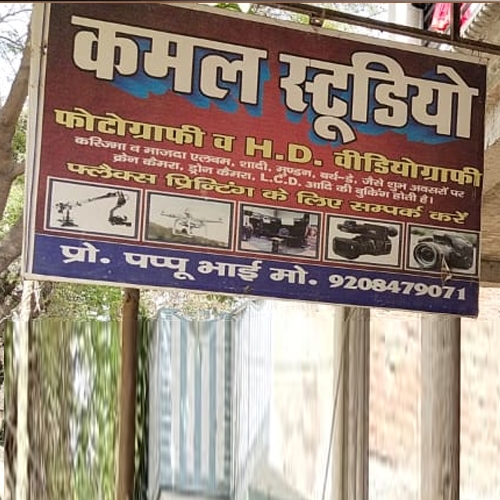 कमल स्टूडियो
फोटोग्राफी व H.D. वीडियोग्राफी
करिज्मा व माजदा एलबम, शादी, मुण्डन, बर्थ-डे, जैसे शुभ अवसरों पर
क्रेन कैमरा, ड्रोन कैमरा, L.C.D. आदि की बुकिंग होती है।
फ्लैक्स प्रिन्टिंग के लिए सम्पर्क करें
प्रो. पप्पू भाई मो. 9208479071